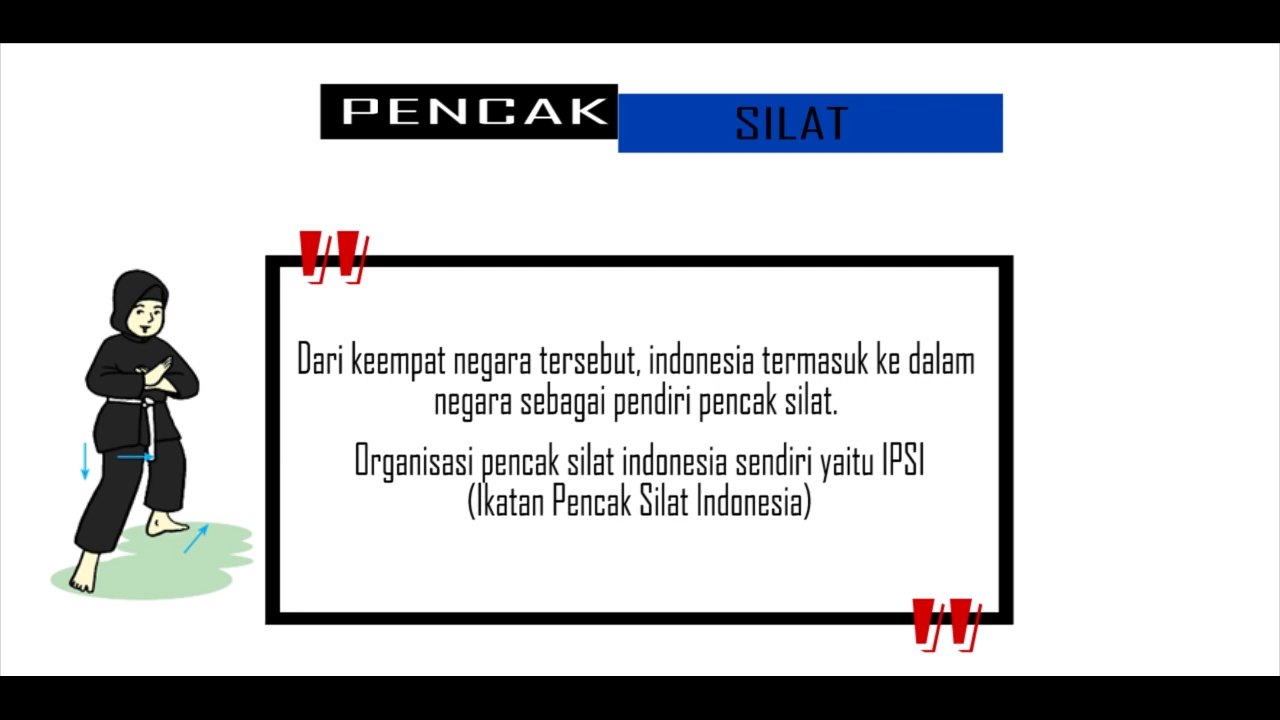 PENCAK SILAT
Dari keempat negara tersebut, indonesia termasuk ke dalam
negara sebagai pendiri pencak silat.
Organisasi pencak silat indonesia sendiri yaitu IPSI
(Ikatan Pencak Silat Indonesia)